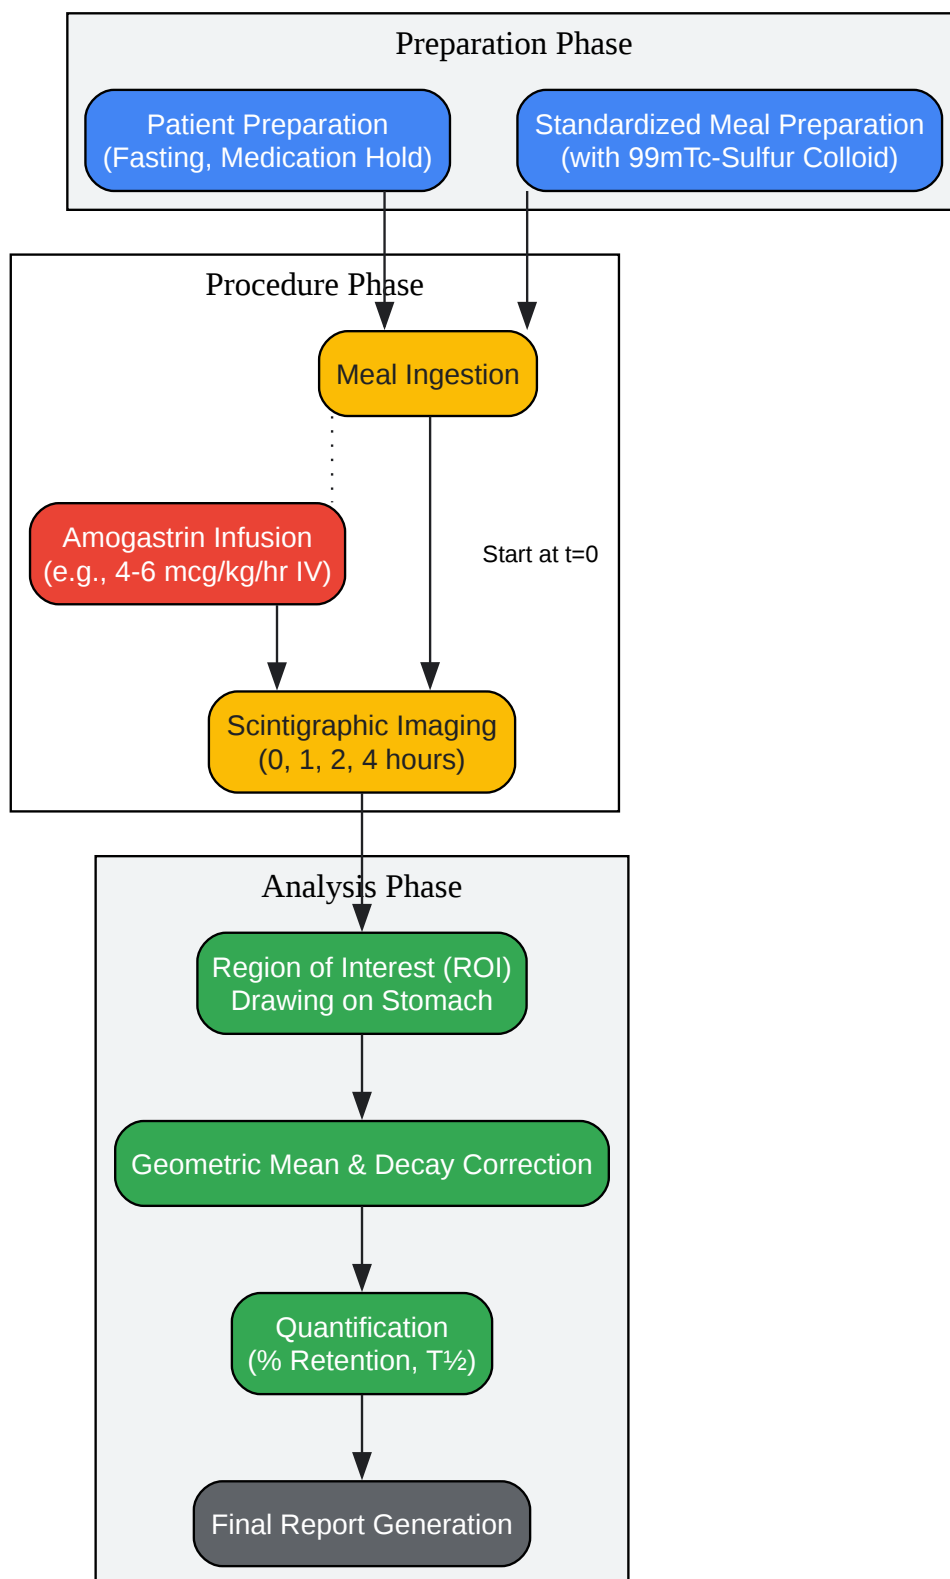 Preparation Phase
Patient Preparation
(Fasting, Medication Hold)
Standardized Meal Preparation
(with 99mTc-Sulfur Colloid)
Procedure Phase
Meal Ingestion
Amogastrin Infusion
(e.g., 4-6 mcg/kg/hr IV)
Start at t=0
Scintigraphic Imaging
(0, 1, 2, 4 hours)
Analysis Phase
Region of Interest (ROI)
Drawing on Stomach
Geometric Mean & Decay Correction
Quantification
(% Retention, T½)
Final Report Generation